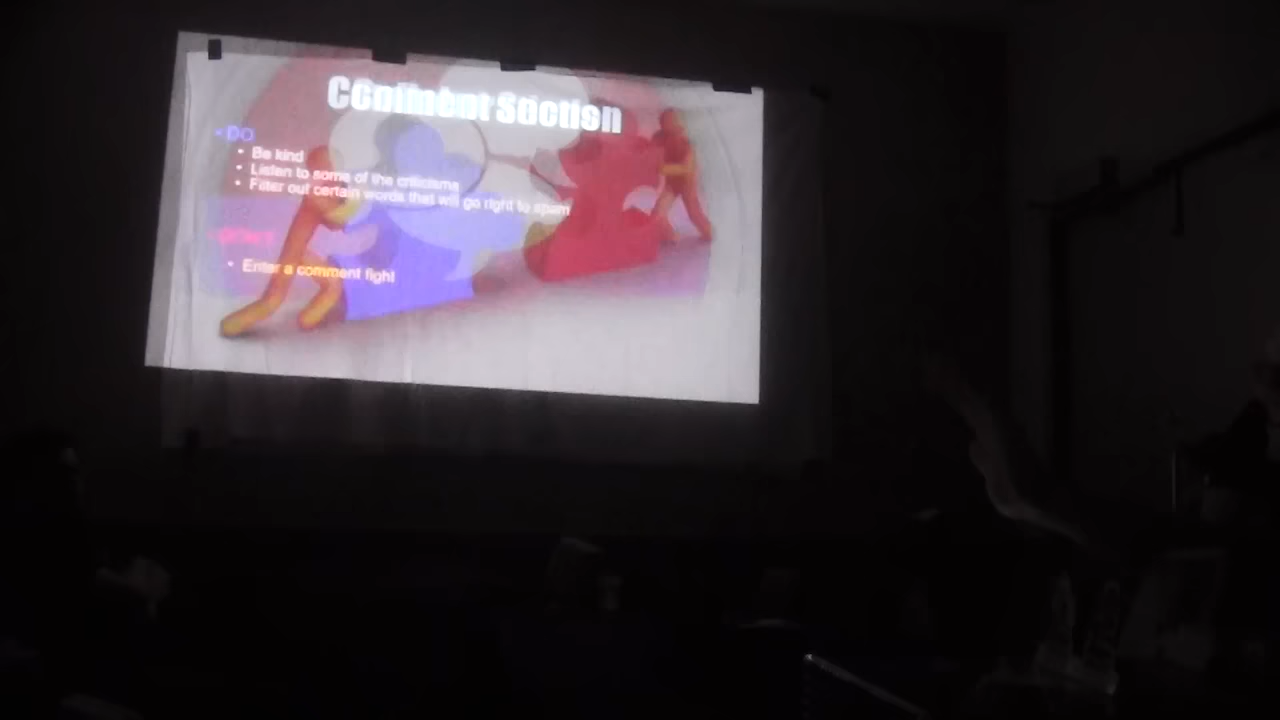 Comment Section
• DO
• Be kind
• Listen to some of the criticisms
• Filter out certain words that will go right to spam
• Enter a comment fight